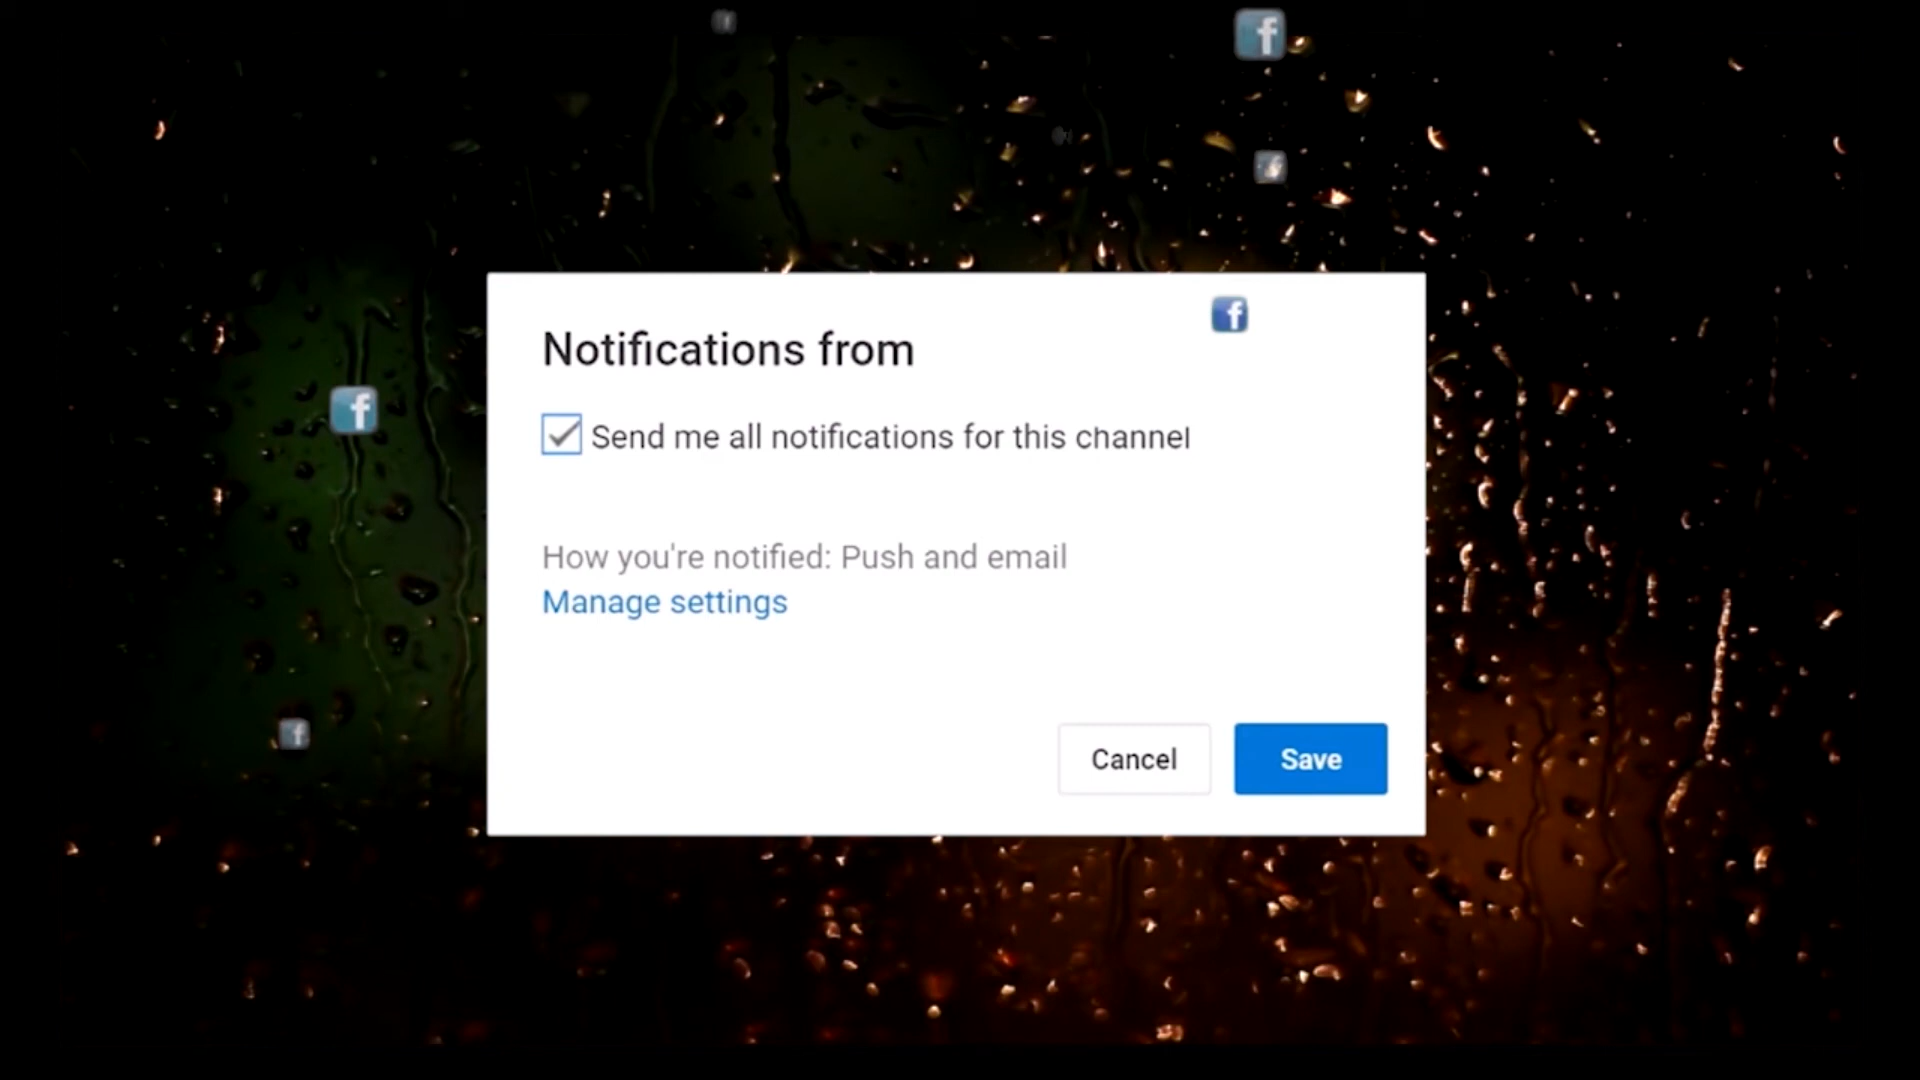 Notifications from
Send me all notifications for this channel
How you're notified: Push and email
Manage settings
Cancel
Save